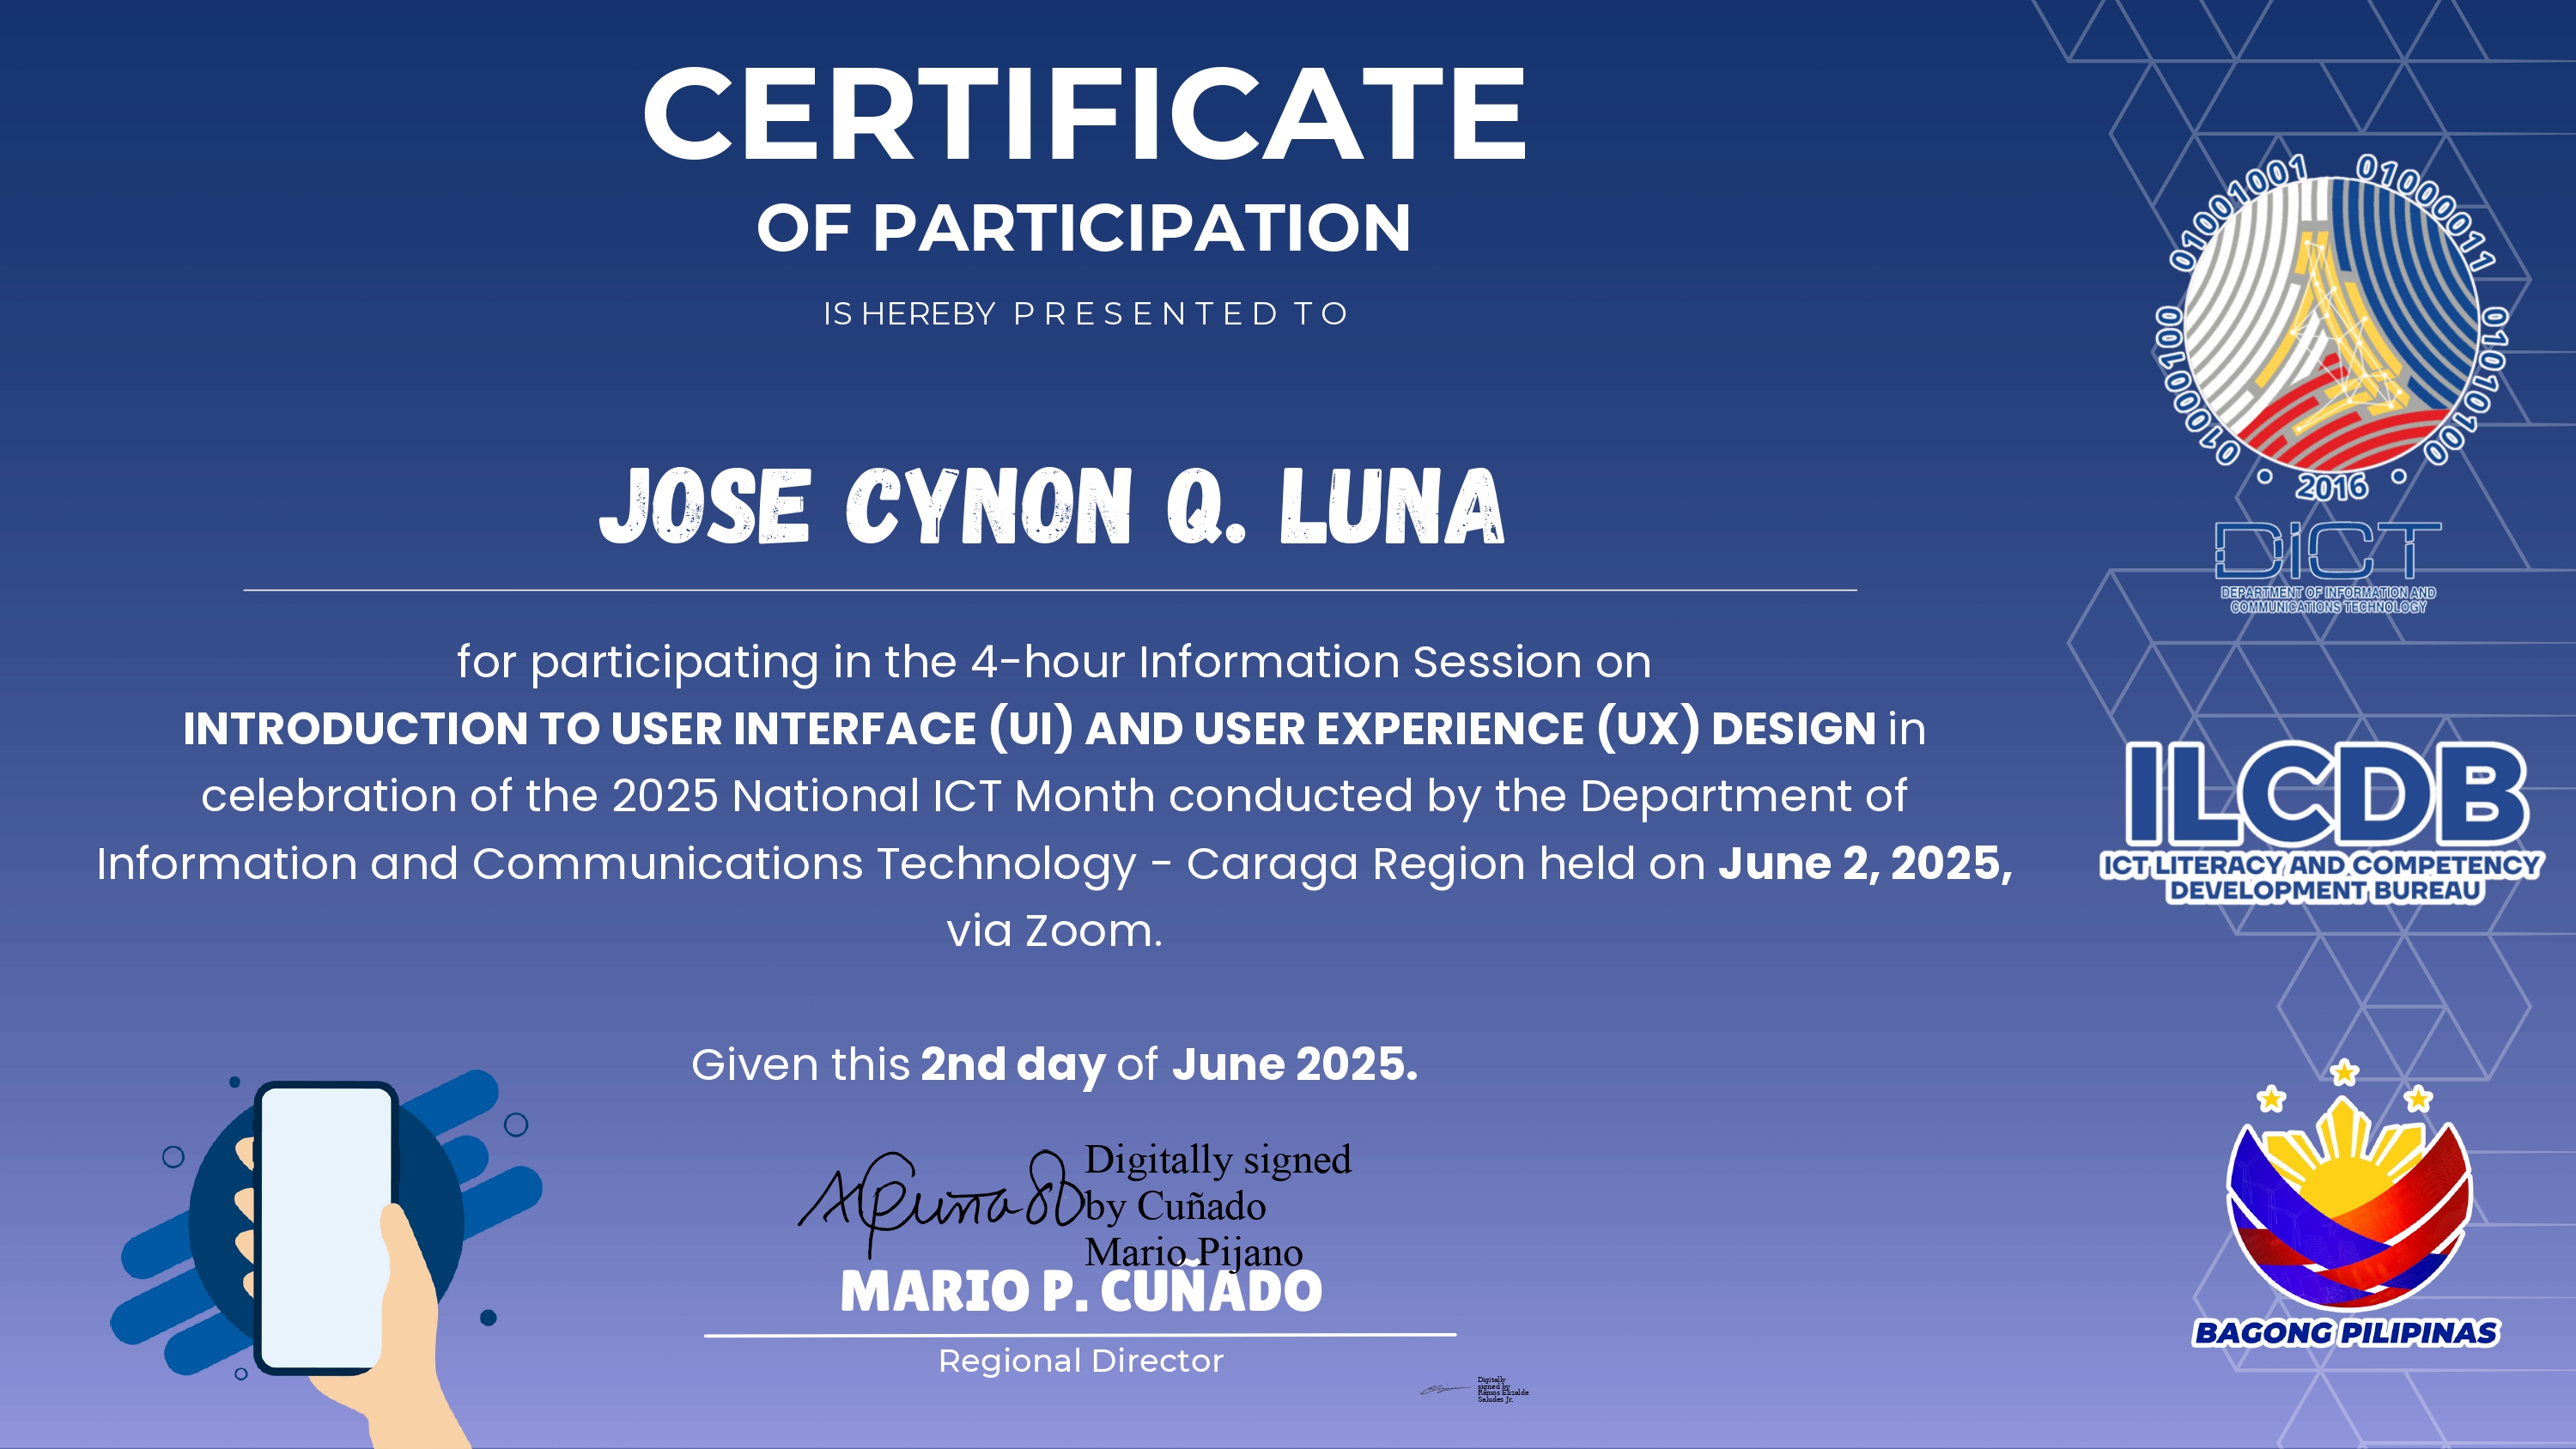 CERTIFICATE
OF PARTICIPATION
IS HEREBY PRESENTED TO
JOSE CYNON Q. LUNA
for participating in the 4-hour Information Session on
INTRODUCTION TO USER INTERFACE (UI) AND USER EXPERIENCE (UX) DESIGN in
celebration of the 2025 National ICT Month conducted by the Department of
Information and Communications Technology - Caraga Region held on June 2, 2025,
via Zoom.
Given this 2nd day of June 2025.
Digitally signed
by Cuñado
Mario Pijano
MARIO P. CUÑADO
Regional Director
Digitally
signed by
Ramos Elizalde
Saludes Jr.
01001001 01000011 01010100 01000100
2016
DICT
DEPARTMENT OF INFORMATION AND
COMMUNICATIONS TECHNOLOGY
ILCDB
ICT LITERACY AND COMPETENCY
DEVELOPMENT BUREAU
BAGONG PILIPINAS